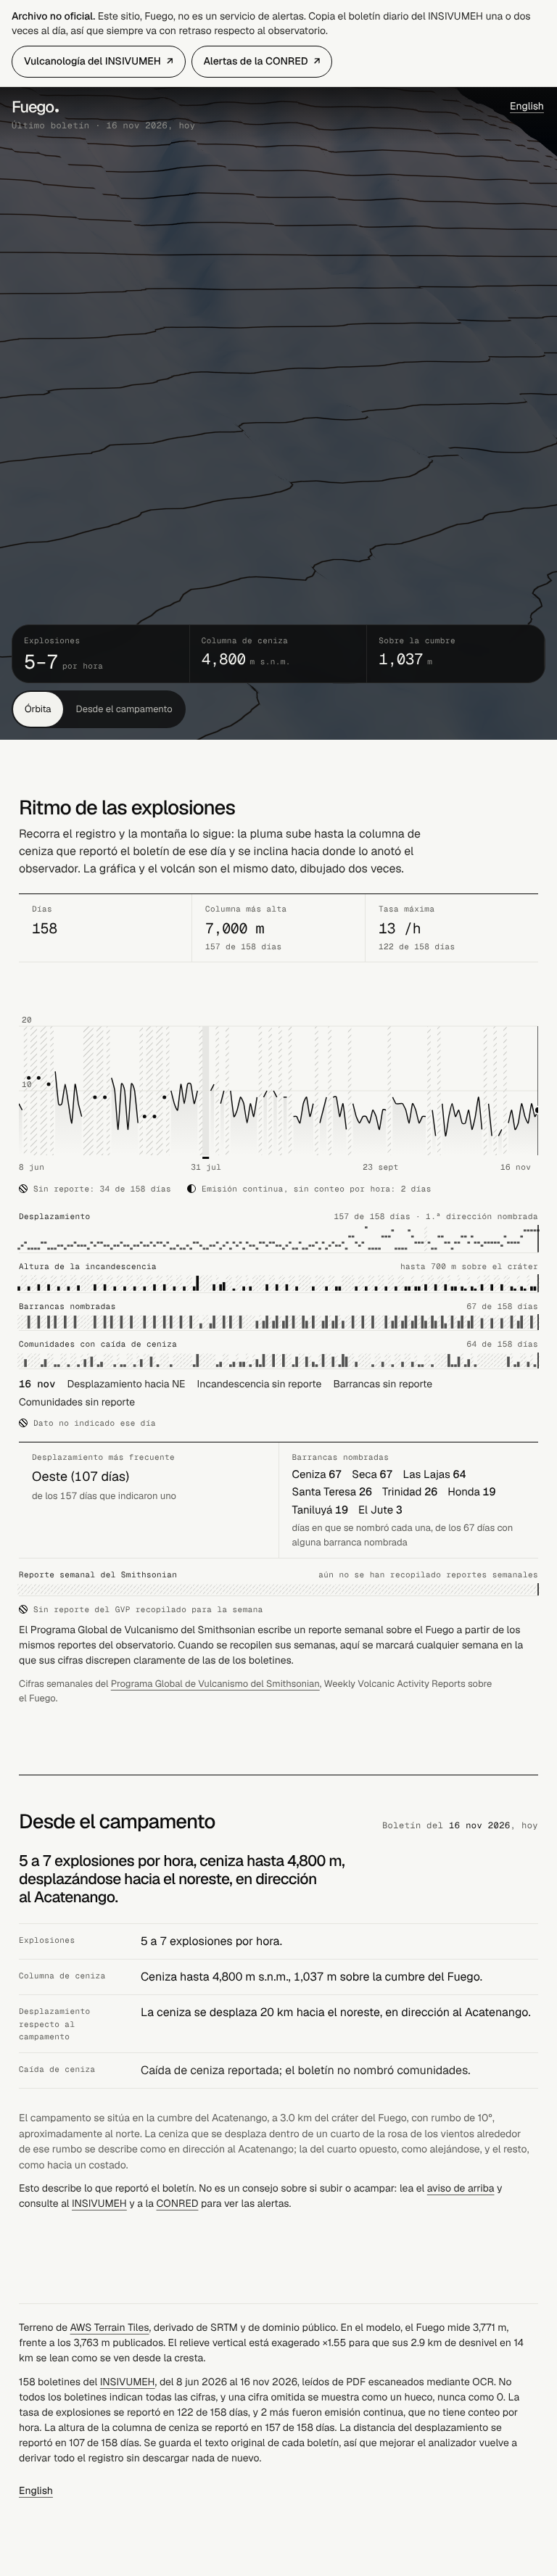 Archivo no oficial. Este sitio, Fuego, no es un servicio de alertas. Copia el boletín diario del INSIVUMEH una o dos
veces al día, así que siempre va con retraso respecto al observatorio.
Vulcanología del INSIVUMEH ↗ Alertas de la CONRED ↗
Fuego. English
Último boletín · 16 nov 2026, hoy
Explosiones Columna de ceniza Sobre la cumbre
5–7 por hora 4,800 m s.n.m. 1,037 m
Órbita Desde el campamento
Ritmo de las explosiones
Recorra el registro y la montaña lo sigue: la pluma sube hasta la columna de
ceniza que reportó el boletín de ese día y se inclina hacia donde lo anotó el
observador. La gráfica y el volcán son el mismo dato, dibujado dos veces.
Días Columna más alta Tasa máxima
158 7,000 m 13 /h
157 de 158 días 122 de 158 días
20
10
8 jun 31 jul 23 sept 16 nov
Sin reporte: 34 de 158 días Emisión continua, sin conteo por hora: 2 días
Desplazamiento 157 de 158 días · 1.ª dirección nombrada
Altura de la incandescencia hasta 700 m sobre el cráter
Barrancas nombradas 67 de 158 días
Comunidades con caída de ceniza 64 de 158 días
16 nov Desplazamiento hacia NE Incandescencia sin reporte Barrancas sin reporte
Comunidades sin reporte
Dato no indicado ese día
Desplazamiento más frecuente Barrancas nombradas
Oeste (107 días) Ceniza 67 Seca 67 Las Lajas 64
de los 157 días que indicaron uno Santa Teresa 26 Trinidad 26 Honda 19
Taniluyá 19 El Jute 3
días en que se nombró cada una, de los 67 días con
alguna barranca nombrada
Reporte semanal del Smithsonian aún no se han recopilado reportes semanales
Sin reporte del GVP recopilado para la semana
El Programa Global de Vulcanismo del Smithsonian escribe un reporte semanal sobre el Fuego a partir de los
mismos reportes del observatorio. Cuando se recopilen sus semanas, aquí se marcará cualquier semana en la
que sus cifras discrepen claramente de las de los boletines.
Cifras semanales del Programa Global de Vulcanismo del Smithsonian, Weekly Volcanic Activity Reports sobre
el Fuego.
Desde el campamento Boletín del 16 nov 2026, hoy
5 a 7 explosiones por hora, ceniza hasta 4,800 m,
desplazándose hacia el noreste, en dirección
al Acatenango.
Explosiones 5 a 7 explosiones por hora.
Columna de ceniza Ceniza hasta 4,800 m s.n.m., 1,037 m sobre la cumbre del Fuego.
Desplazamiento La ceniza se desplaza 20 km hacia el noreste, en dirección al Acatenango.
respecto al
campamento
Caída de ceniza Caída de ceniza reportada; el boletín no nombró comunidades.
El campamento se sitúa en la cumbre del Acatenango, a 3.0 km del cráter del Fuego, con rumbo de 10°,
aproximadamente al norte. La ceniza que se desplaza dentro de un cuarto de la rosa de los vientos alrededor
de ese rumbo se describe como en dirección al Acatenango; la del cuarto opuesto, como alejándose, y el resto,
como hacia un costado.
Esto describe lo que reportó el boletín. No es un consejo sobre si subir o acampar: lea el aviso de arriba y
consulte al INSIVUMEH y a la CONRED para ver las alertas.
Terreno de AWS Terrain Tiles, derivado de SRTM y de dominio público. En el modelo, el Fuego mide 3,771 m,
frente a los 3,763 m publicados. El relieve vertical está exagerado ×1.55 para que sus 2.9 km de desnivel en 14
km se lean como se ven desde la cresta.
158 boletines del INSIVUMEH, del 8 jun 2026 al 16 nov 2026, leídos de PDF escaneados mediante OCR. No
todos los boletines indican todas las cifras, y una cifra omitida se muestra como un hueco, nunca como 0. La
tasa de explosiones se reportó en 122 de 158 días, y 2 más fueron emisión continua, que no tiene conteo por
hora. La altura de la columna de ceniza se reportó en 157 de 158 días. La distancia del desplazamiento se
reportó en 107 de 158 días. Se guarda el texto original de cada boletín, así que mejorar el analizador vuelve a
derivar todo el registro sin descargar nada de nuevo.
English